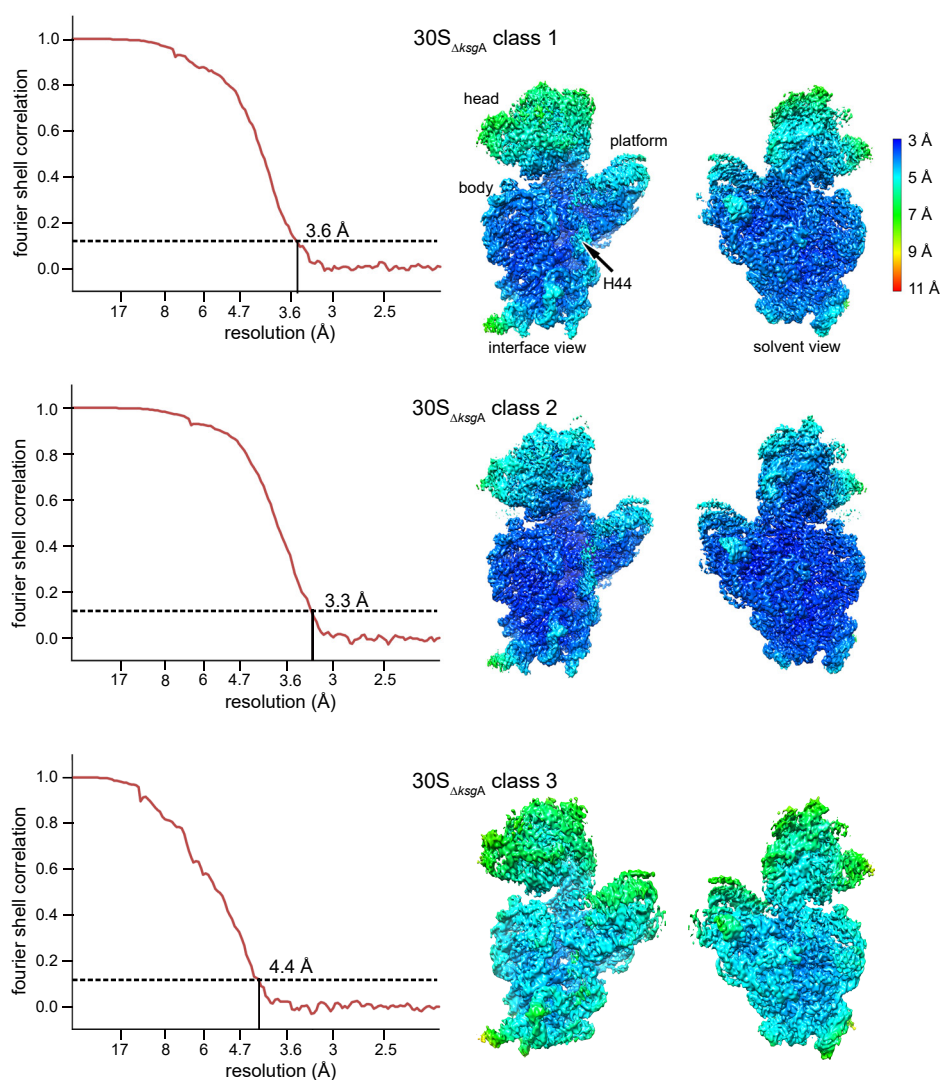 30SΔksgA class 1
fourier shell correlation
1.0
0.8
0.6
0.4
0.2
0.0
3.6 Å
17 8 6 4.7 3.6 3 2.5
resolution (Å)
head
platform
body
H44
interface view
solvent view
3 Å
5 Å
7 Å
9 Å
11 Å
30SΔksgA class 2
fourier shell correlation
1.0
0.8
0.6
0.4
0.2
0.0
3.3 Å
17 8 6 4.7 3.6 3 2.5
resolution (Å)
30SΔksgA class 3
fourier shell correlation
1.0
0.8
0.6
0.4
0.2
0.0
4.4 Å
17 8 6 4.7 3.6 3 2.5
resolution (Å)